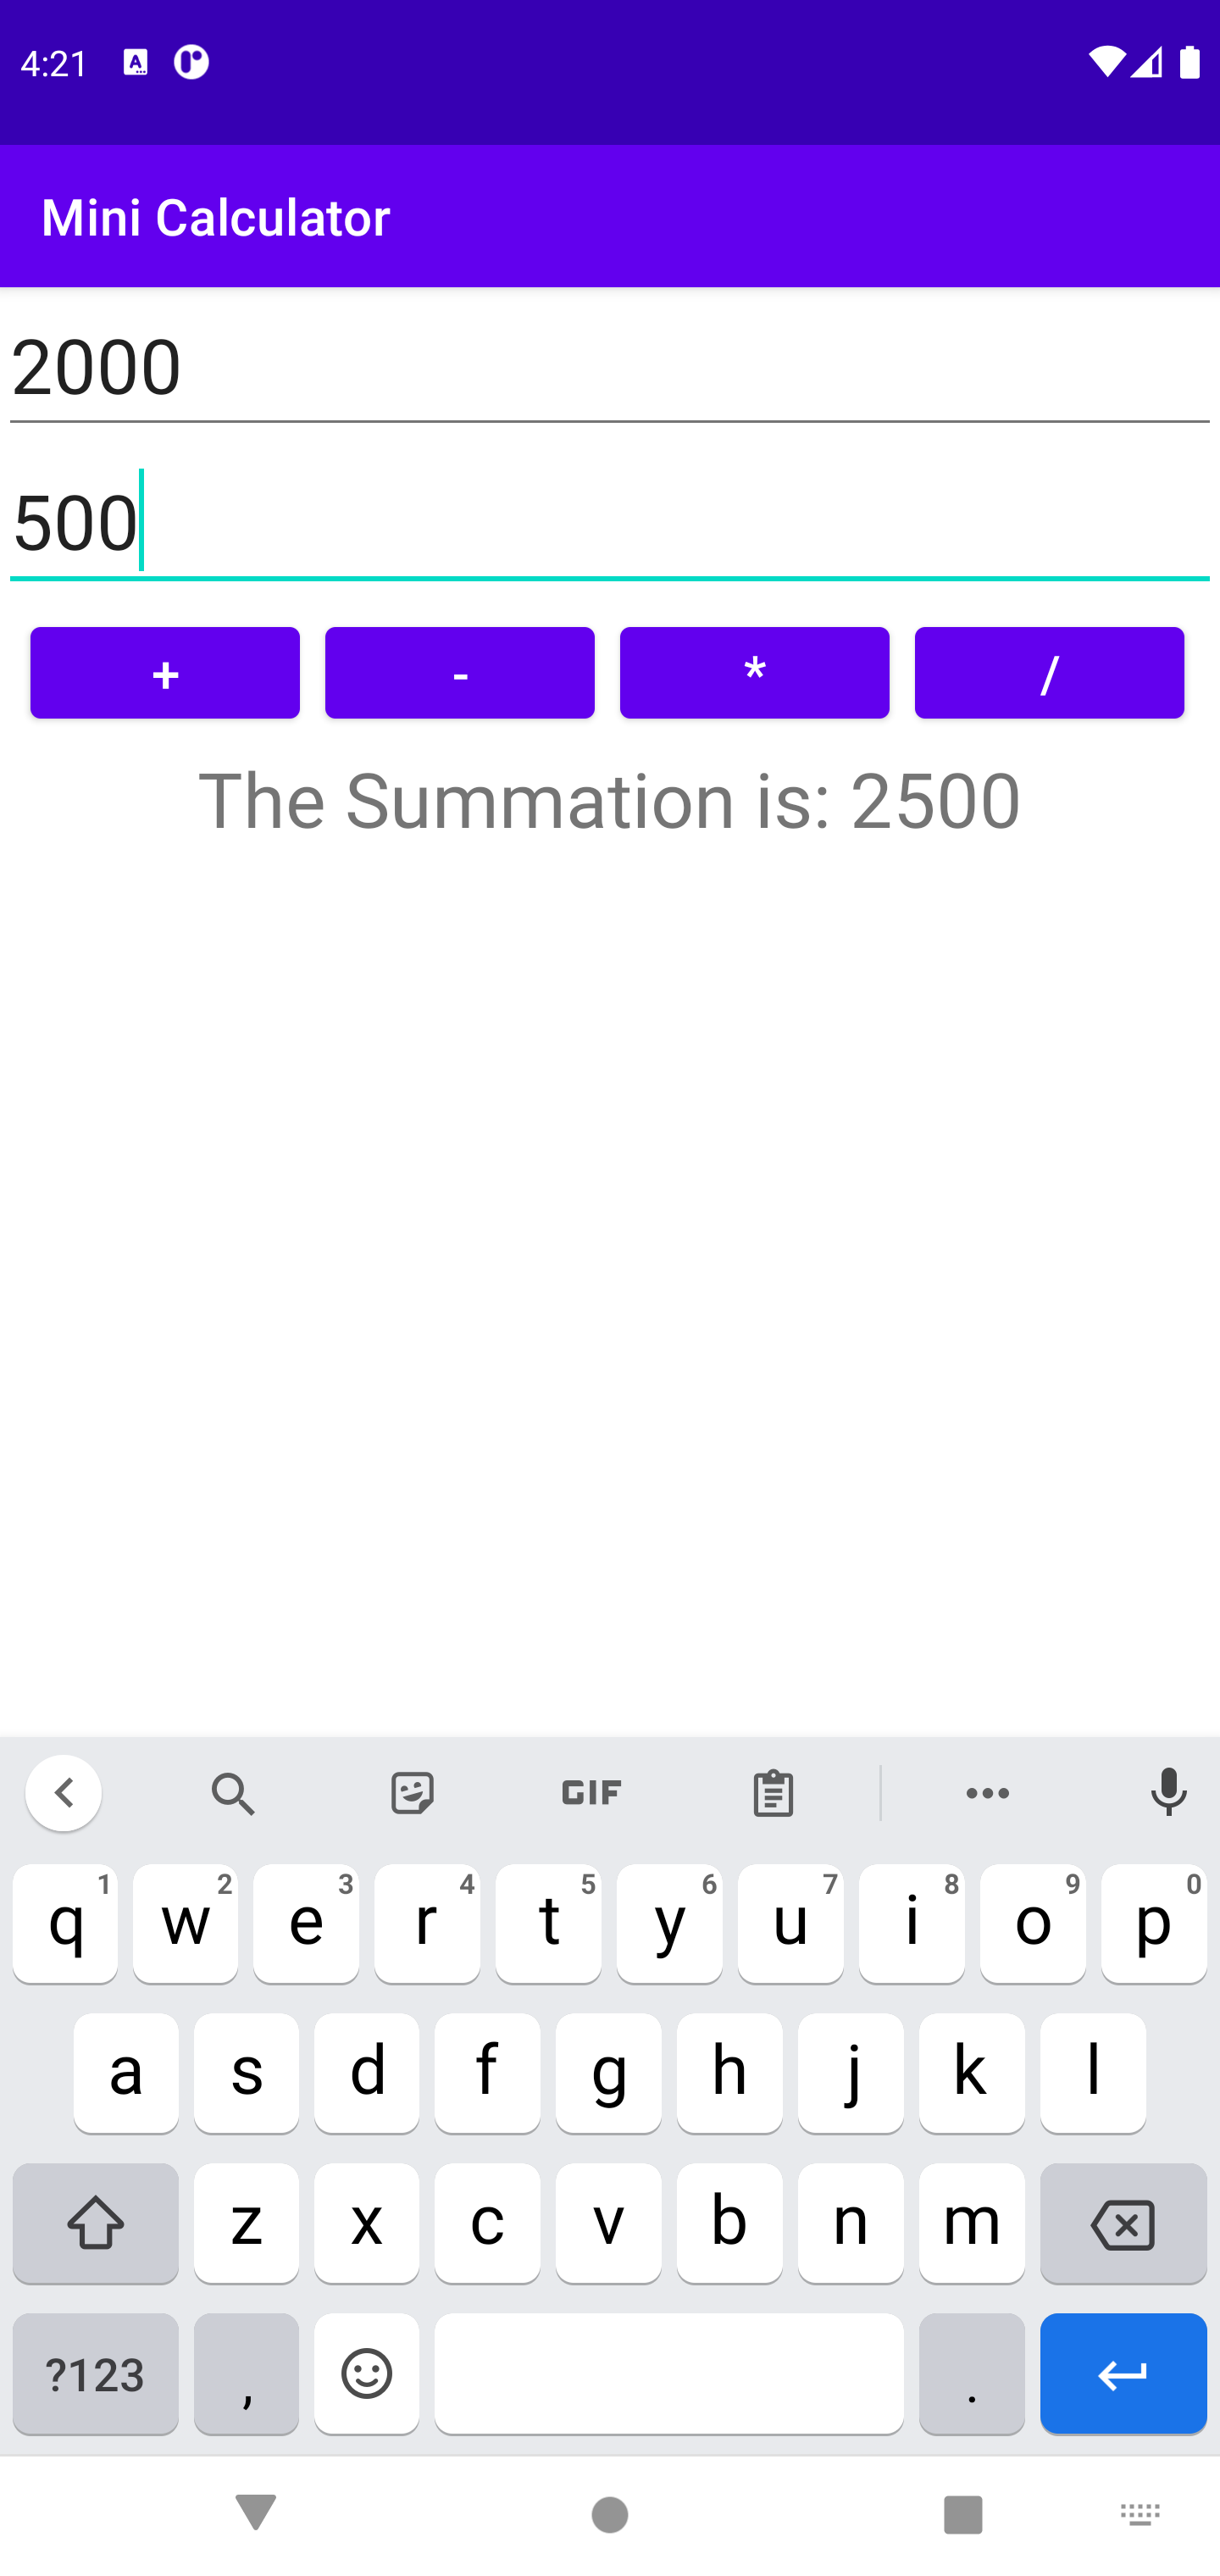 4:21
Mini Calculator
2000
500
+ - * /
The Summation is: 2500
GIF
1 2 3 4 5 6 7 8 9 0
q w e r t y u i o p
a s d f g h j k l
z x c v b n m
?123 , .